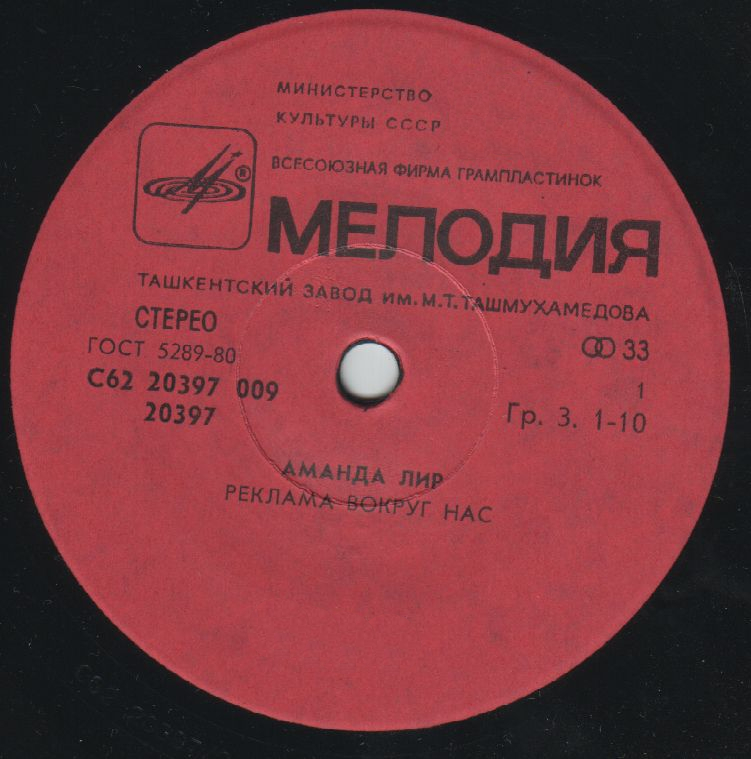 МИНИСТЕРСТВО
КУЛЬТУРЫ СССР
ВСЕСОЮЗНАЯ ФИРМА ГРАМПЛАСТИНОК
®
МЕЛОДИЯ
ТАШКЕНТСКИЙ ЗАВОД ИМ. М.Т. ТАШМУХАМЕДОВА
СТЕРЕО
ГОСТ 5289-80
33
С62 20397 009
20397
1
Гр. 3. 1-10
АМАНДА ЛИР
РЕКЛАМА ВОКРУГ НАС